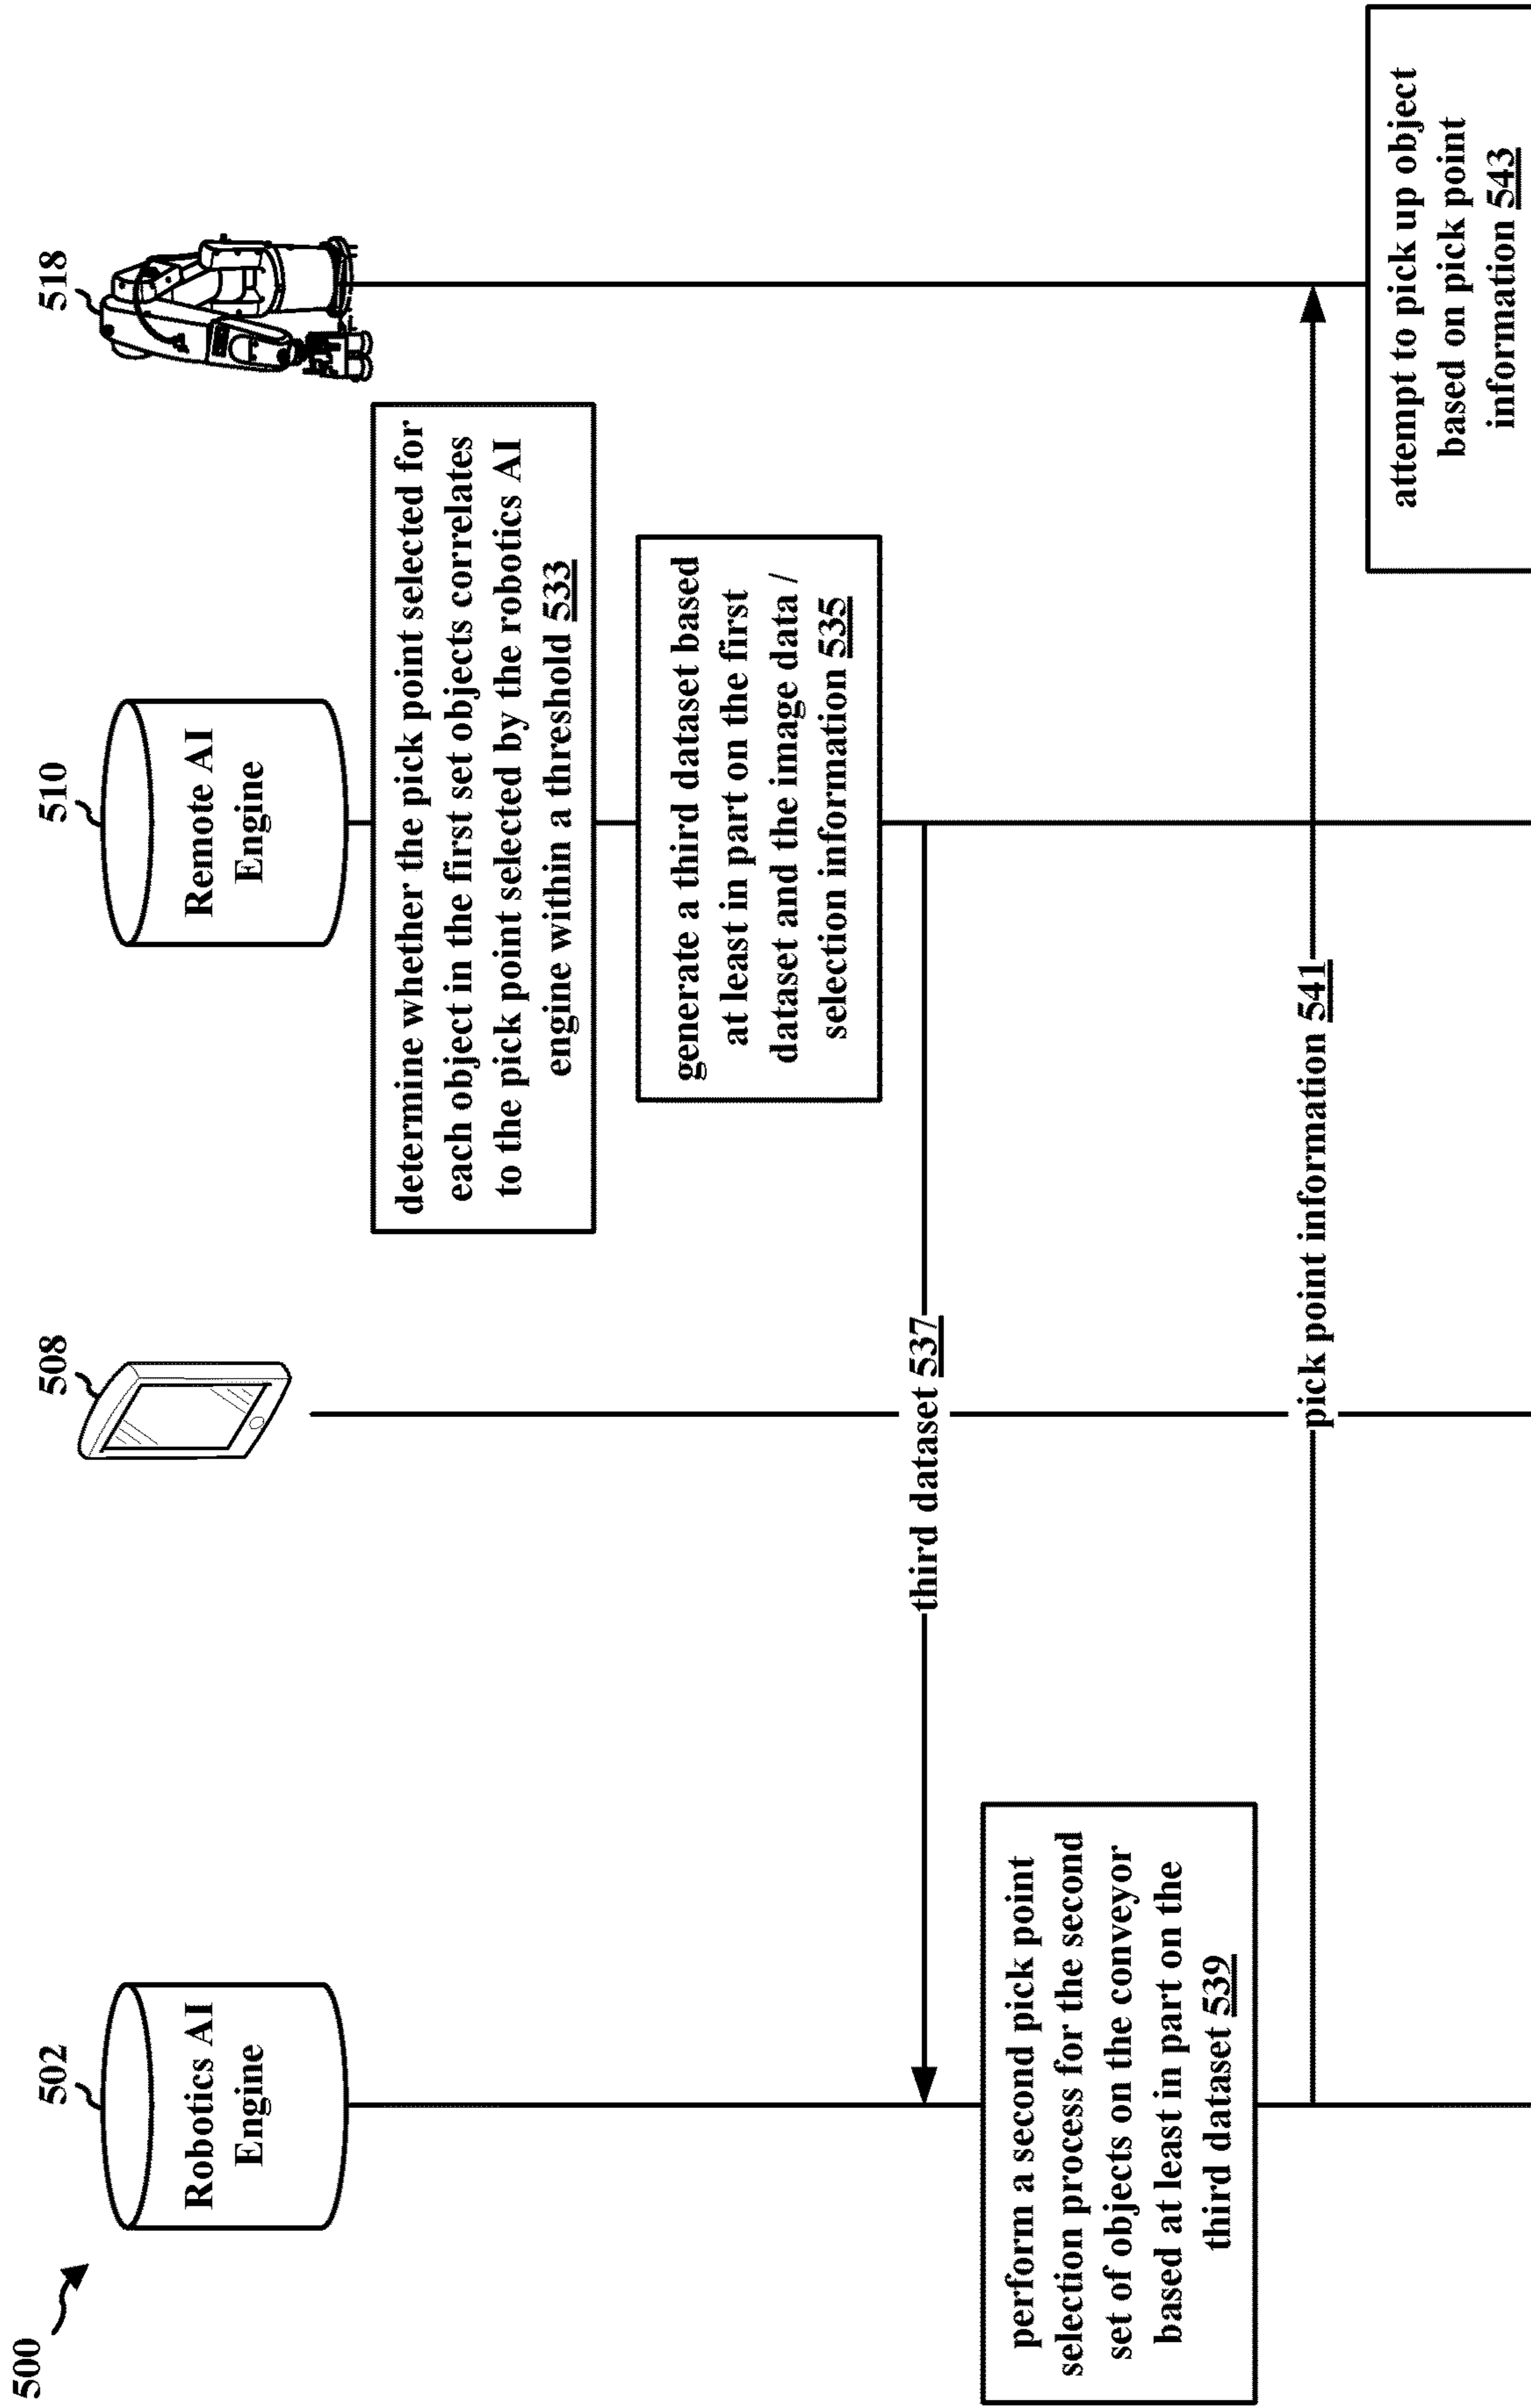 500
502
Robotics AI
Engine
508
510
Remote AI
Engine
518
determine whether the pick point selected for
each object in the first set objects correlates
to the pick point selected by the robotics AI
engine within a threshold 533
generate a third dataset based
at least in part on the first
dataset and the image data /
selection information 535
third dataset 537
perform a second pick point
selection process for the second
set of objects on the conveyor
based at least in part on the
third dataset 539
pick point information 541
attempt to pick up object
based on pick point
information 543